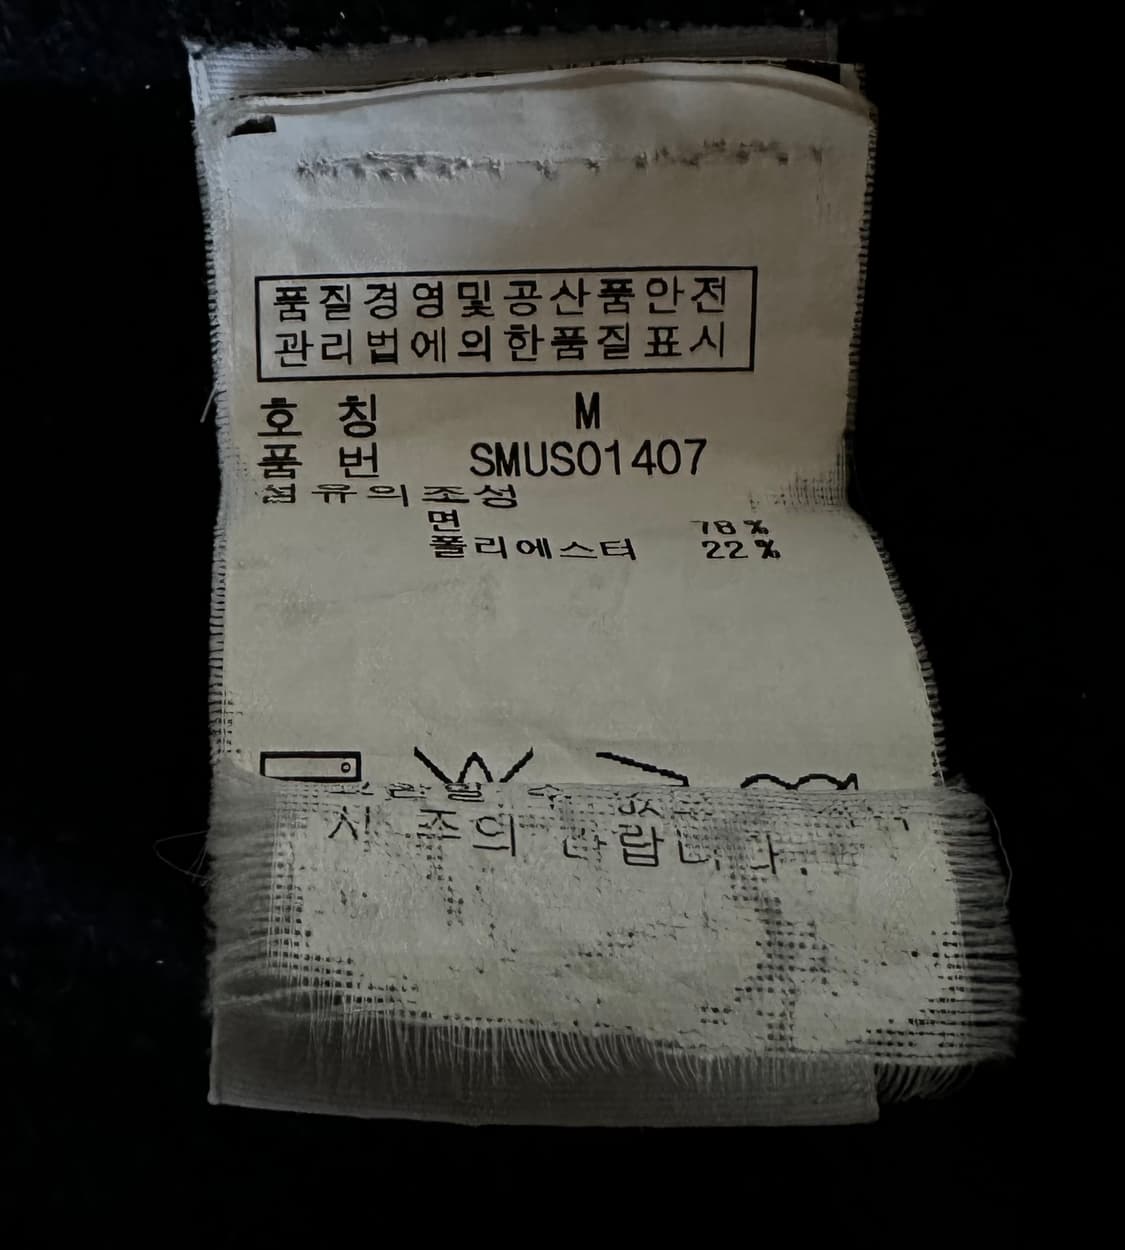 품질경영및공산품안전
관리법에의한품질표시
호 칭 M
품 번 SMUS01407
섬유의조성
면 78%
폴리에스터 22%
시 주의 바랍니다.